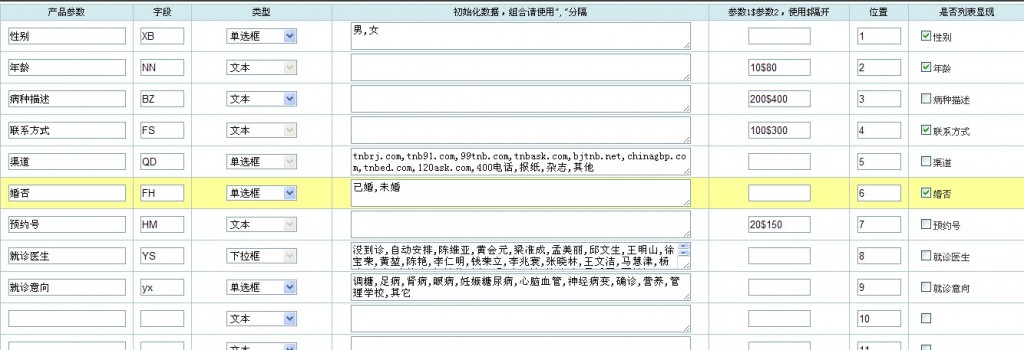 产品参数 字段 类型 初始化数据，组合请使用“，”分隔 参数1$参数2，使用$隔开 位置 是否列表显现
性别 XB 单选框 男,女 1 性别
年龄 NN 文本 10$80 2 年龄
病种描述 BZ 文本 200$400 3 病种描述
联系方式 FS 文本 100$300 4 联系方式
渠道 QD 单选框 tnbrj.com,tnb91.com,99tnb.com,tnbask.com,bjtnb.net,chinagbp.co 5 渠道
m,tnbed.com,120ask.com,400电话,报纸,杂志,其他
婚否 FH 单选框 已婚,未婚 6 婚否
预约号 HM 文本 20$150 7 预约号
就诊医生 YS 下拉框 没到诊,自动安排,陈维亚,黄会元,梁淮成,孟美丽,邱文生,王明山,徐 8 就诊医生
宝荣,黄堃,陈艳,李仁明,钱荣立,李兆寰,张晓林,王文洁,马慧津,杨
就诊意向 yx 单选框 调糖,足病,肾病,眼病,妊娠糖尿病,心脑血管,神经病变,确诊,营养,管 9 就诊意向
理学校,其它
文本 10
文本 11